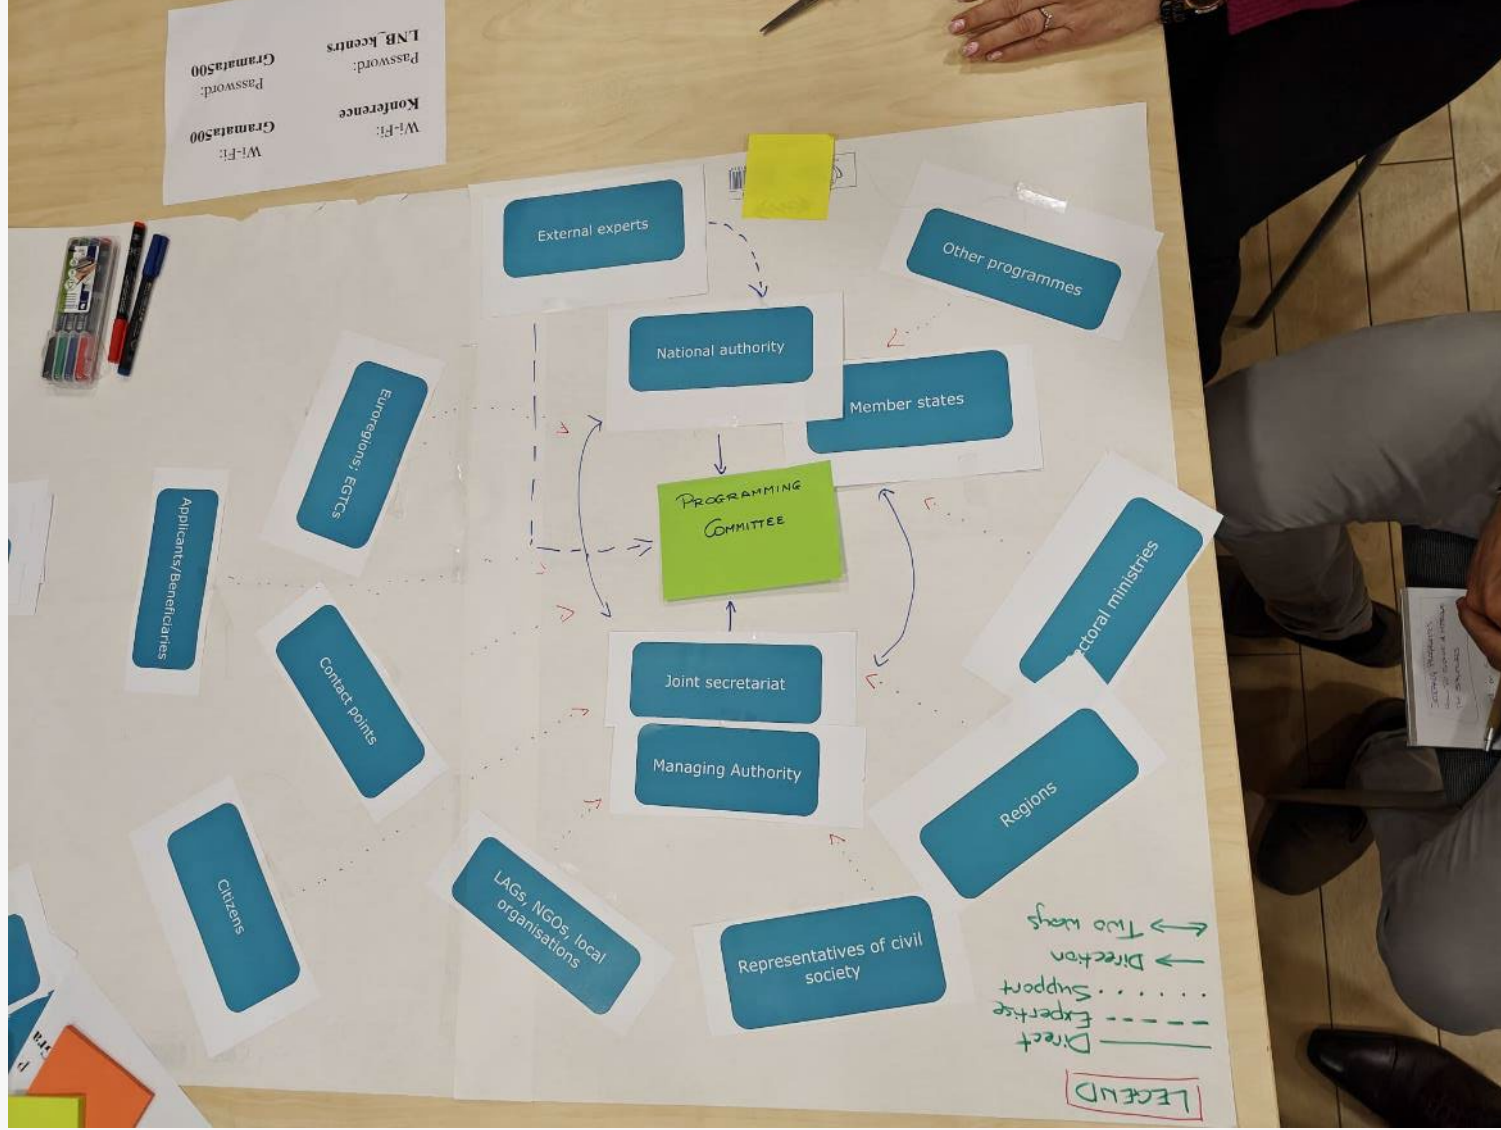 LNB_kcentrs
Password:
Konference
Wi-Fi:
Gramata500
Password:
Gramata500
Wi-Fi:
External experts
Other programmes
National authority
Member states
Euroregions; EGTCs
PROGRAMMING
COMMITTEE
Applicants/Beneficiaries
ectoral ministries
Contact points
Joint secretariat
Managing Authority
Regions
Citizens
LAGs, NGOs, local
organisations
Representatives of civil
society
LEGEND
Direct
Expertise
Support
Direction
Two ways
P
Gra